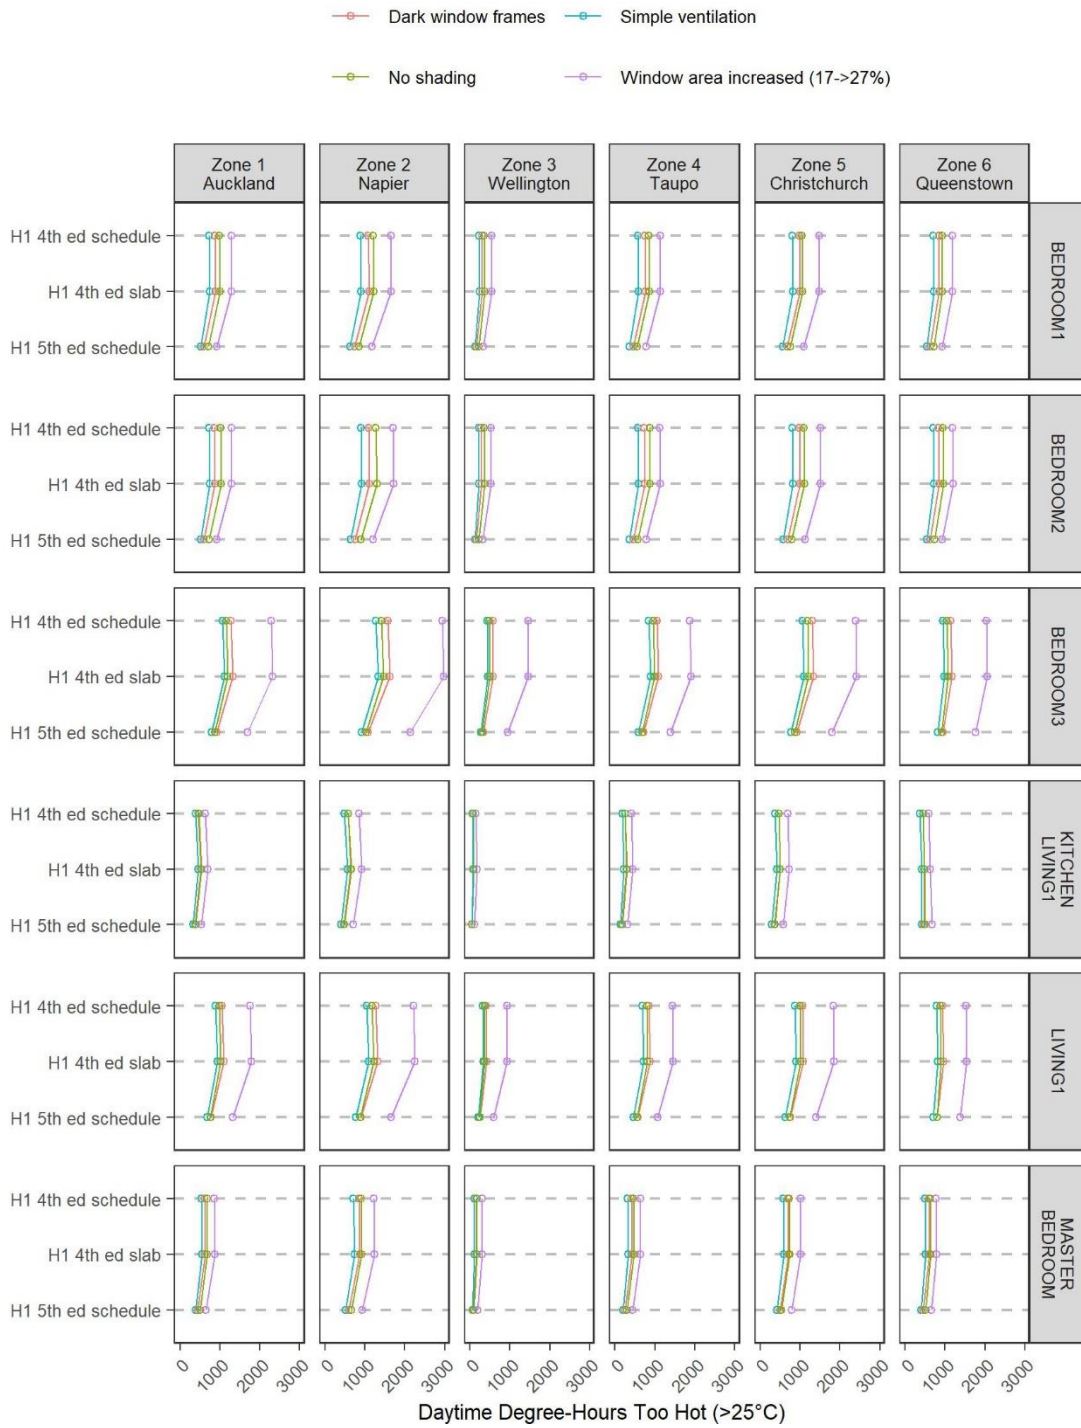 Dark window frames
Simple ventilation
No shading
Window area increased (17->27%)
Zone 1
Auckland
Zone 2
Napier
Zone 3
Wellington
Zone 4
Taupo
Zone 5
Christchurch
Zone 6
Queenstown
H1 4th ed schedule
H1 4th ed slab
H1 5th ed schedule
BEDROOM1
H1 4th ed schedule
H1 4th ed slab
H1 5th ed schedule
BEDROOM2
H1 4th ed schedule
H1 4th ed slab
H1 5th ed schedule
BEDROOM3
H1 4th ed schedule
H1 4th ed slab
H1 5th ed schedule
KITCHEN
LIVING1
H1 4th ed schedule
H1 4th ed slab
H1 5th ed schedule
LIVING1
H1 4th ed schedule
H1 4th ed slab
H1 5th ed schedule
MASTER
BEDROOM
0 1000 2000 3000 0 1000 2000 3000 0 1000 2000 3000 0 1000 2000 3000 0 1000 2000 3000 0 1000 2000 3000
Daytime Degree-Hours Too Hot (>25°C)